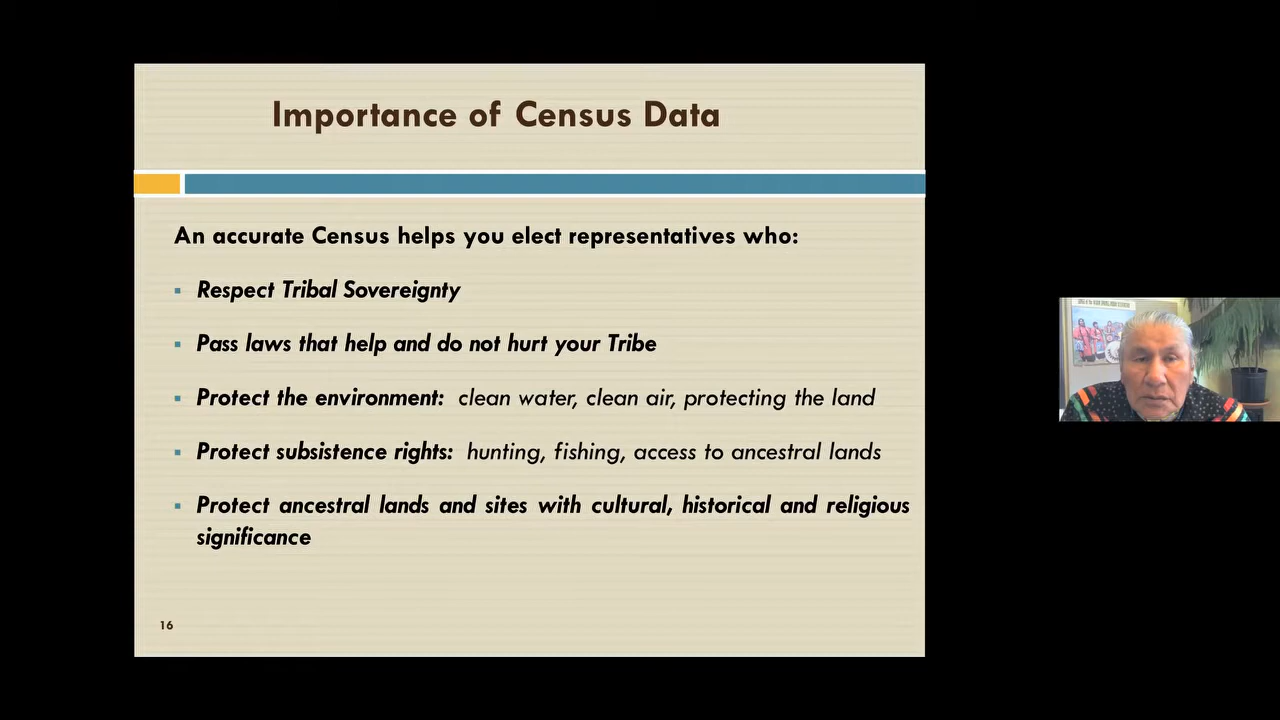 Importance of Census Data
An accurate Census helps you elect representatives who:
▪ Respect Tribal Sovereignty
▪ Pass laws that help and do not hurt your Tribe
▪ Protect the environment: clean water, clean air, protecting the land
▪ Protect subsistence rights: hunting, fishing, access to ancestral lands
▪ Protect ancestral lands and sites with cultural, historical and religious
significance
16